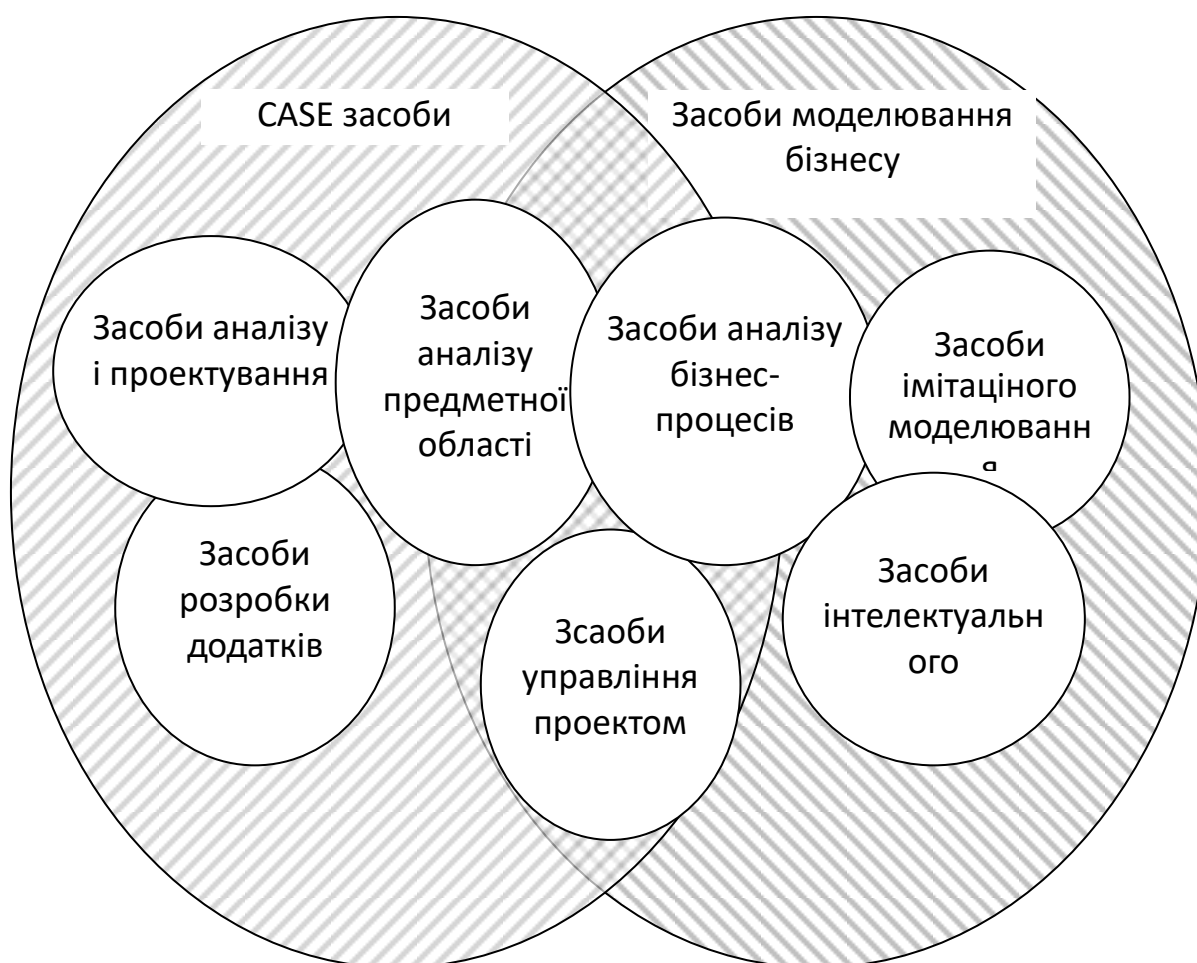 CASE засоби
Засоби моделювання
бізнесу
Засоби аналізу
і проектування
Засоби
аналізу
предметної
області
Засоби аналізу
бізнес-
процесів
Засоби
імітаціного
моделюванн
я
Засоби
розробки
додатків
Зсаоби
управління
проектом
Засоби
інтелектуальн
ого